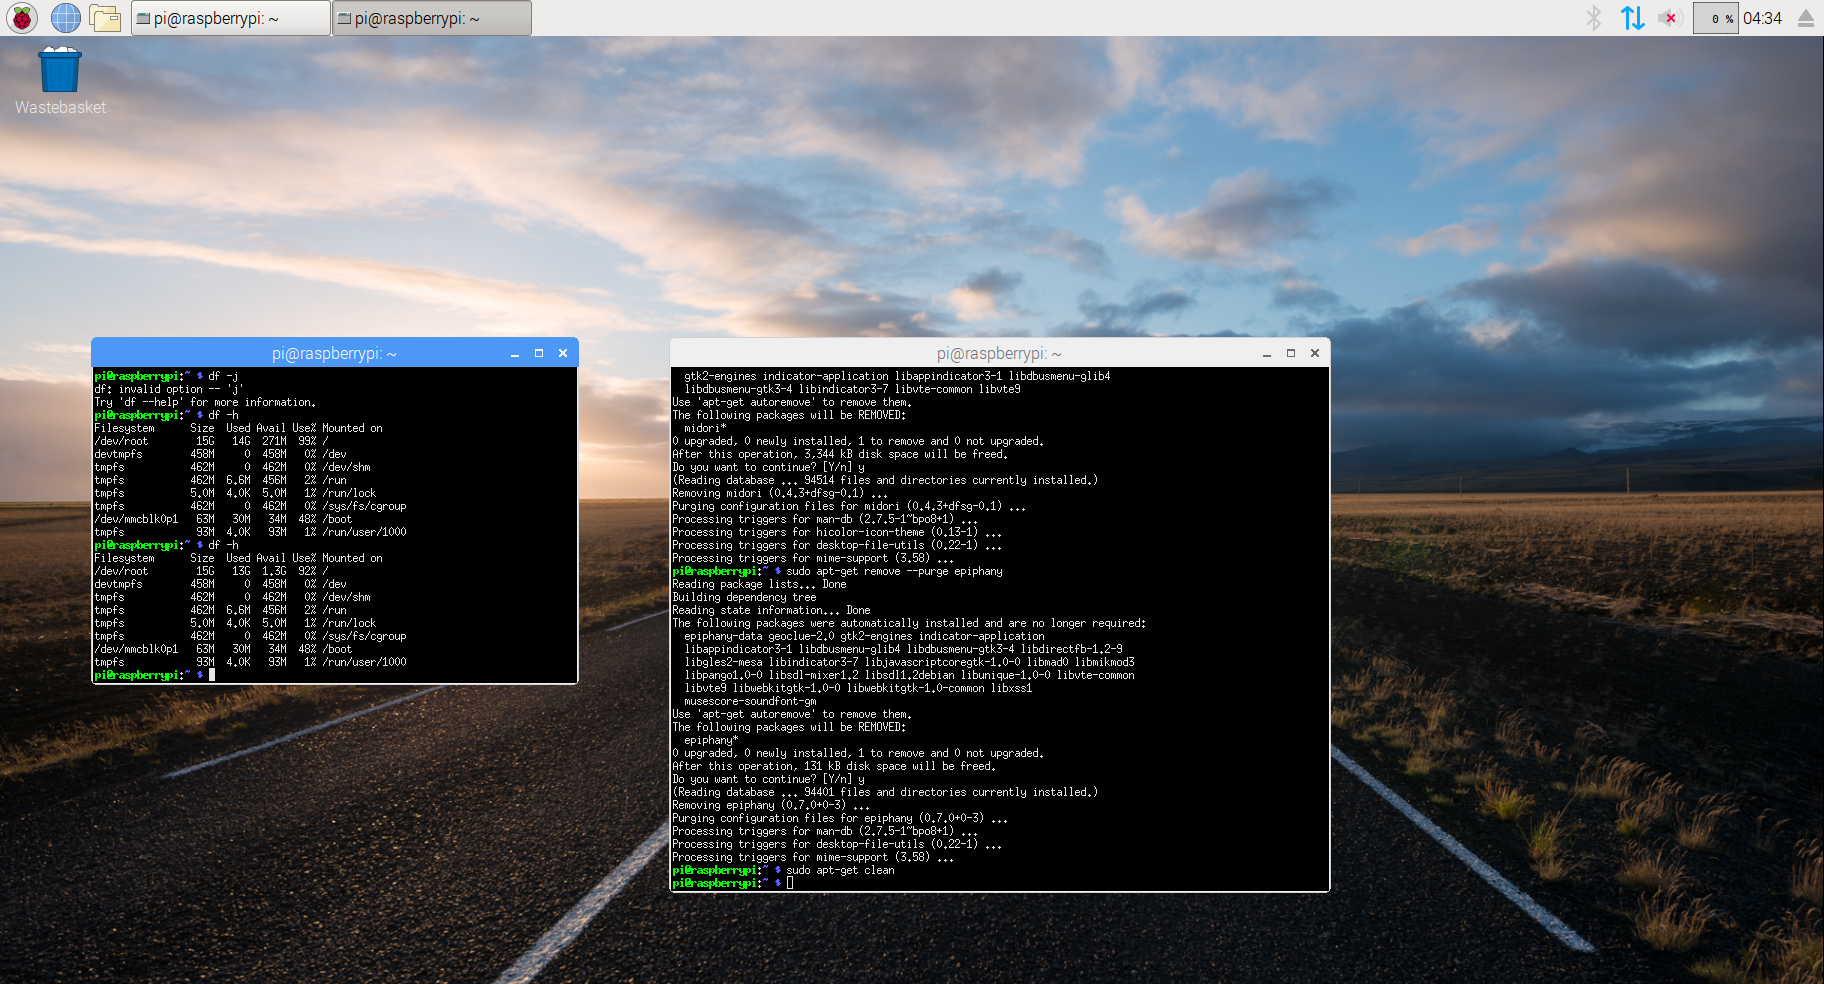 pi@raspberrypi: ~
pi@raspberrypi: ~
0 %
04:34
Wastebasket
pi@raspberrypi: ~
pi@raspberrypi:~ $ df -j
df: invalid option -- 'j'
Try 'df --help' for more information.
pi@raspberrypi:~ $ df -h
Filesystem      Size  Used Avail Use% Mounted on
/dev/root        15G   14G  271M  99% /
devtmpfs        458M     0  458M   0% /dev
tmpfs           462M     0  462M   0% /dev/shm
tmpfs           462M  6.6M  456M   2% /run
tmpfs           5.0M  4.0K  5.0M   1% /run/lock
tmpfs           462M     0  462M   0% /sys/fs/cgroup
/dev/mmcblk0p1   63M   30M   34M  48% /boot
tmpfs            93M  4.0K   93M   1% /run/user/1000
pi@raspberrypi:~ $ df -h
Filesystem      Size  Used Avail Use% Mounted on
/dev/root        15G   13G  1.3G  92% /
devtmpfs        458M     0  458M   0% /dev
tmpfs           462M     0  462M   0% /dev/shm
tmpfs           462M  6.6M  456M   2% /run
tmpfs           5.0M  4.0K  5.0M   1% /run/lock
tmpfs           462M     0  462M   0% /sys/fs/cgroup
/dev/mmcblk0p1   63M   30M   34M  48% /boot
tmpfs            93M  4.0K   93M   1% /run/user/1000
pi@raspberrypi:~ $
pi@raspberrypi: ~
gtk2-engines indicator-application libappindicator3-1 libdbusmenu-glib4
libdbusmenu-gtk3-4 libindicator3-7 libvte-common libvte9
Use 'apt-get autoremove' to remove them.
The following packages will be REMOVED:
midori*
0 upgraded, 0 newly installed, 1 to remove and 0 not upgraded.
After this operation, 3,344 kB disk space will be freed.
Do you want to continue? [Y/n] y
(Reading database ... 94514 files and directories currently installed.)
Removing midori (0.4.3+dfsg-0.1) ...
Purging configuration files for midori (0.4.3+dfsg-0.1) ...
Processing triggers for man-db (2.7.5-1~bpo8+1) ...
Processing triggers for hicolor-icon-theme (0.13-1) ...
Processing triggers for desktop-file-utils (0.22-1) ...
Processing triggers for mime-support (3.58) ...
pi@raspberrypi:~ $ sudo apt-get remove --purge epiphany
Reading package lists... Done
Building dependency tree
Reading state information... Done
The following packages were automatically installed and are no longer required:
epiphany-data geoclue-2.0 gtk2-engines indicator-application
libappindicator3-1 libdbusmenu-glib4 libdbusmenu-gtk3-4 libdirectfb-1.2-9
libgles2-mesa libindicator3-7 libjavascriptcoregtk-1.0-0 libmad0 libmikmod3
libpango1.0-0 libsdl-mixer1.2 libsdl1.2debian libunique-1.0-0 libvte-common
libvte9 libwebkitgtk-1.0-0 libwebkitgtk-1.0-common libxss1
musescore-soundfont-gm
Use 'apt-get autoremove' to remove them.
The following packages will be REMOVED:
epiphany*
0 upgraded, 0 newly installed, 1 to remove and 0 not upgraded.
After this operation, 131 kB disk space will be freed.
Do you want to continue? [Y/n] y
(Reading database ... 94401 files and directories currently installed.)
Removing epiphany (0.7.0+0-3) ...
Purging configuration files for epiphany (0.7.0+0-3) ...
Processing triggers for man-db (2.7.5-1~bpo8+1) ...
Processing triggers for desktop-file-utils (0.22-1) ...
Processing triggers for mime-support (3.58) ...
pi@raspberrypi:~ $ sudo apt-get clean
pi@raspberrypi:~ $